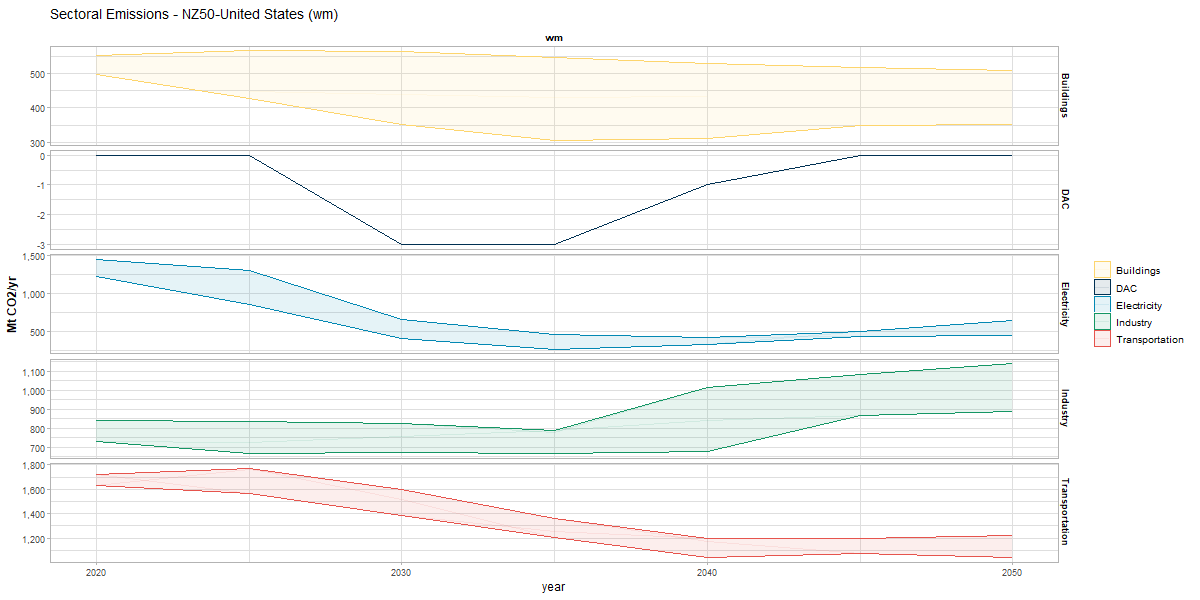 Sectoral Emissions - NZ50-United States (wm)
wm
Mt CO2/yr
500
400
300
Buildings
0
-1
-2
-3
DAC
1,500
1,000
500
Electricity
1,100
1,000
900
800
700
Industry
1,800
1,600
1,400
1,200
Transportation
2020
2030
2040
2050
year
Buildings
DAC
Electricity
Industry
Transportation